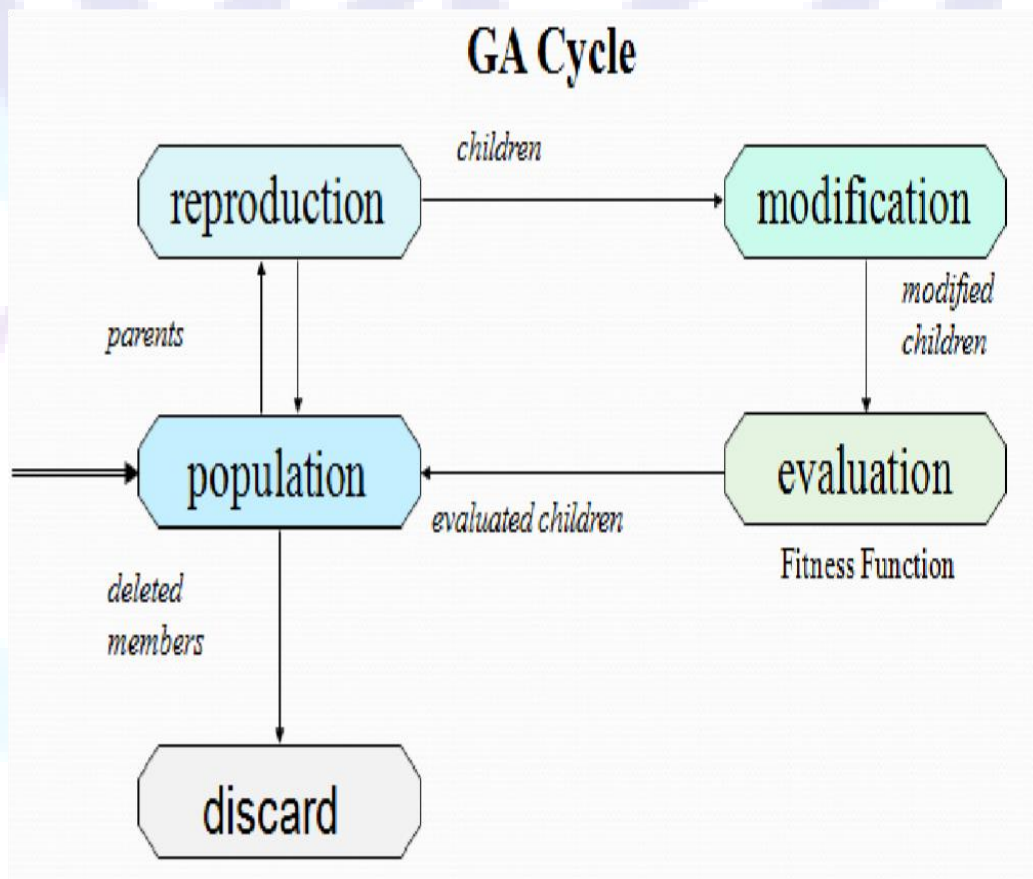 GA Cycle
children
reproduction
modification
parents
modified
children
population
evaluation
evaluated children
Fitness Function
deleted
members
discard